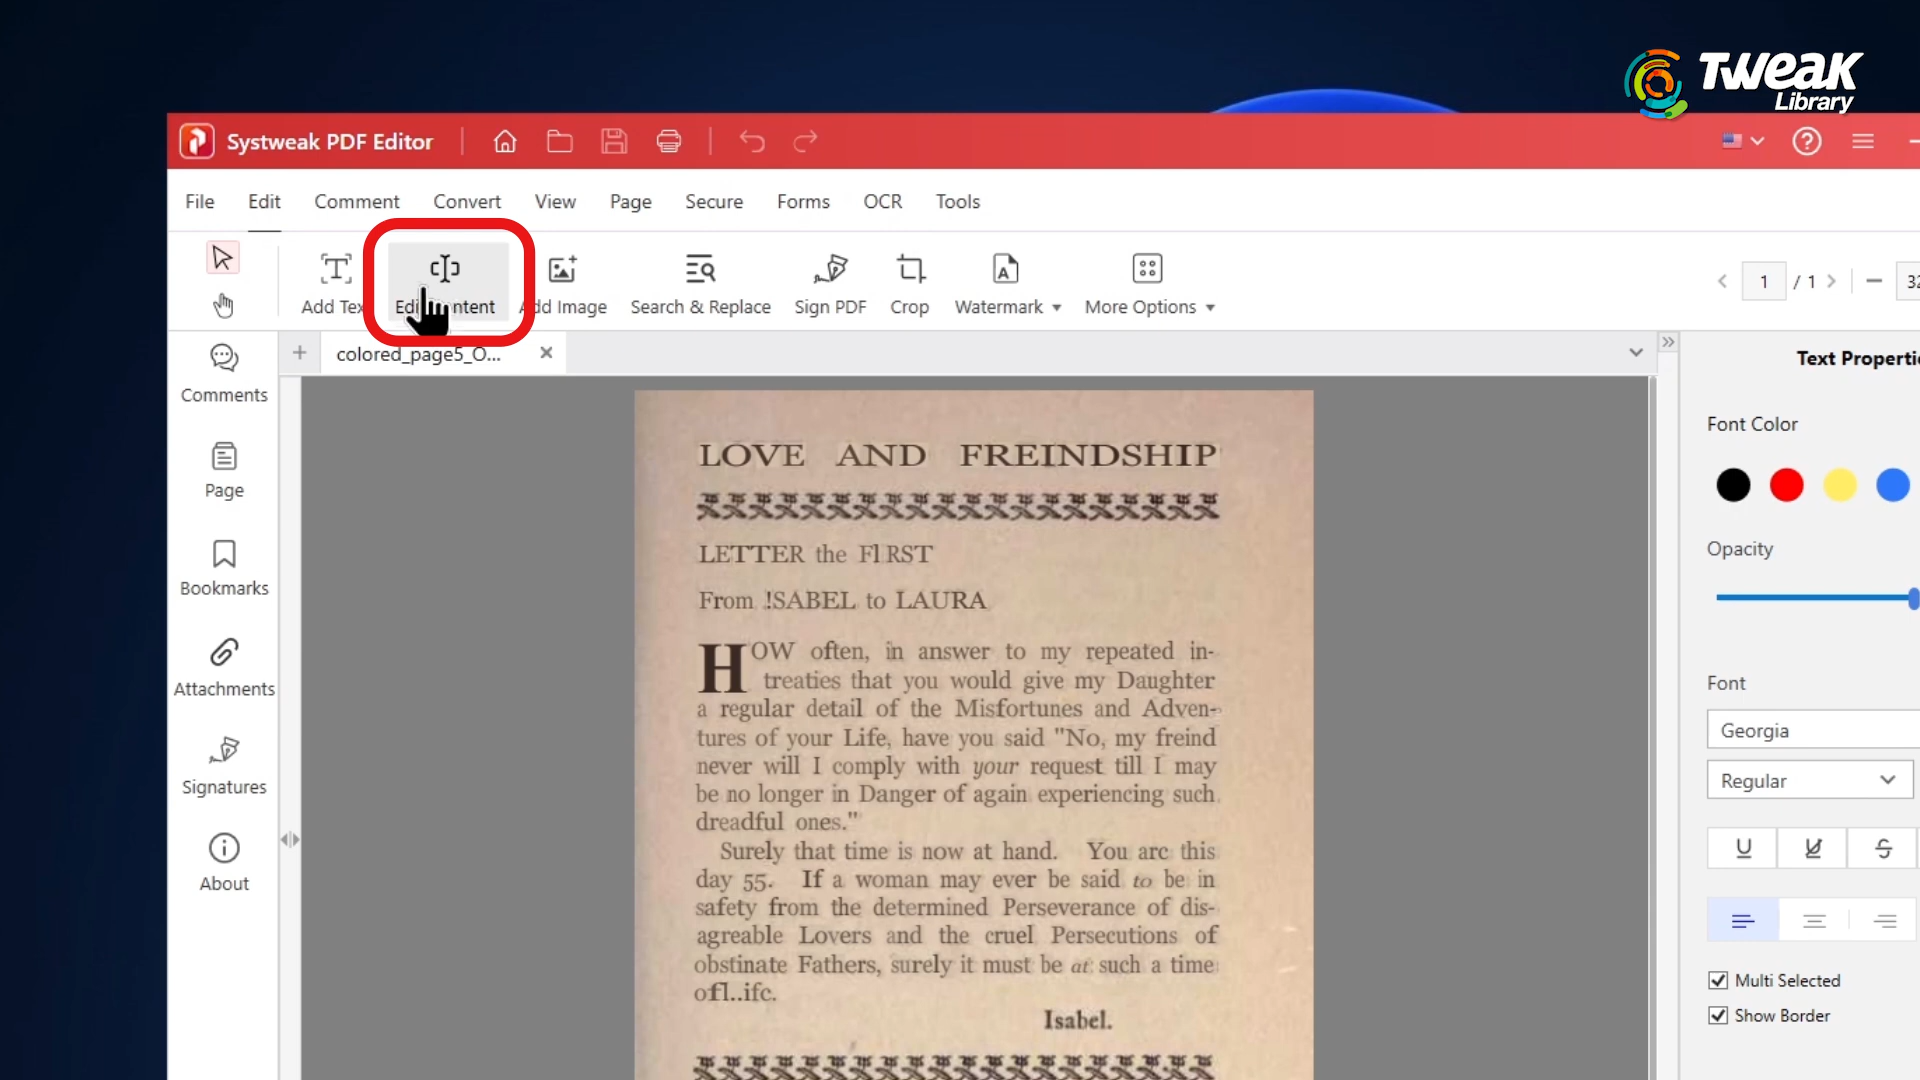 TWEAK
Library
Systweak PDF Editor
File Edit Comment Convert View Page Secure Forms OCR Tools
Add Edit Image Search & Replace Sign PDF Crop Watermark More Options
1 / 1
colored_page5_O...
Comments
Page
Bookmarks
Attachments
Signatures
About
LOVE AND FREINDSHIP
LETTER the Fl RST
From !SABEL to LAURA
HOW often, in answer to my repeated in-
treaties that you would give my Daughter
a regular detail of the Misfortunes and Adven-
tures of your Life, have you said "No, my freind
never will I comply with your request till I may
be no longer in Danger of again experiencing such
dreadful ones."
Surely that time is now at hand. You arc this
day 55. If a woman may ever be said to be in
safety from the determined Perseverance of dis-
agreable Lovers and the cruel Persecutions of
obstinate Fathers, surely it must be at such a time
ofl..ifc.
Isabel.
Text
Font Color
Opacity
Font
Georgia
Regular
Multi Selected
Show Border